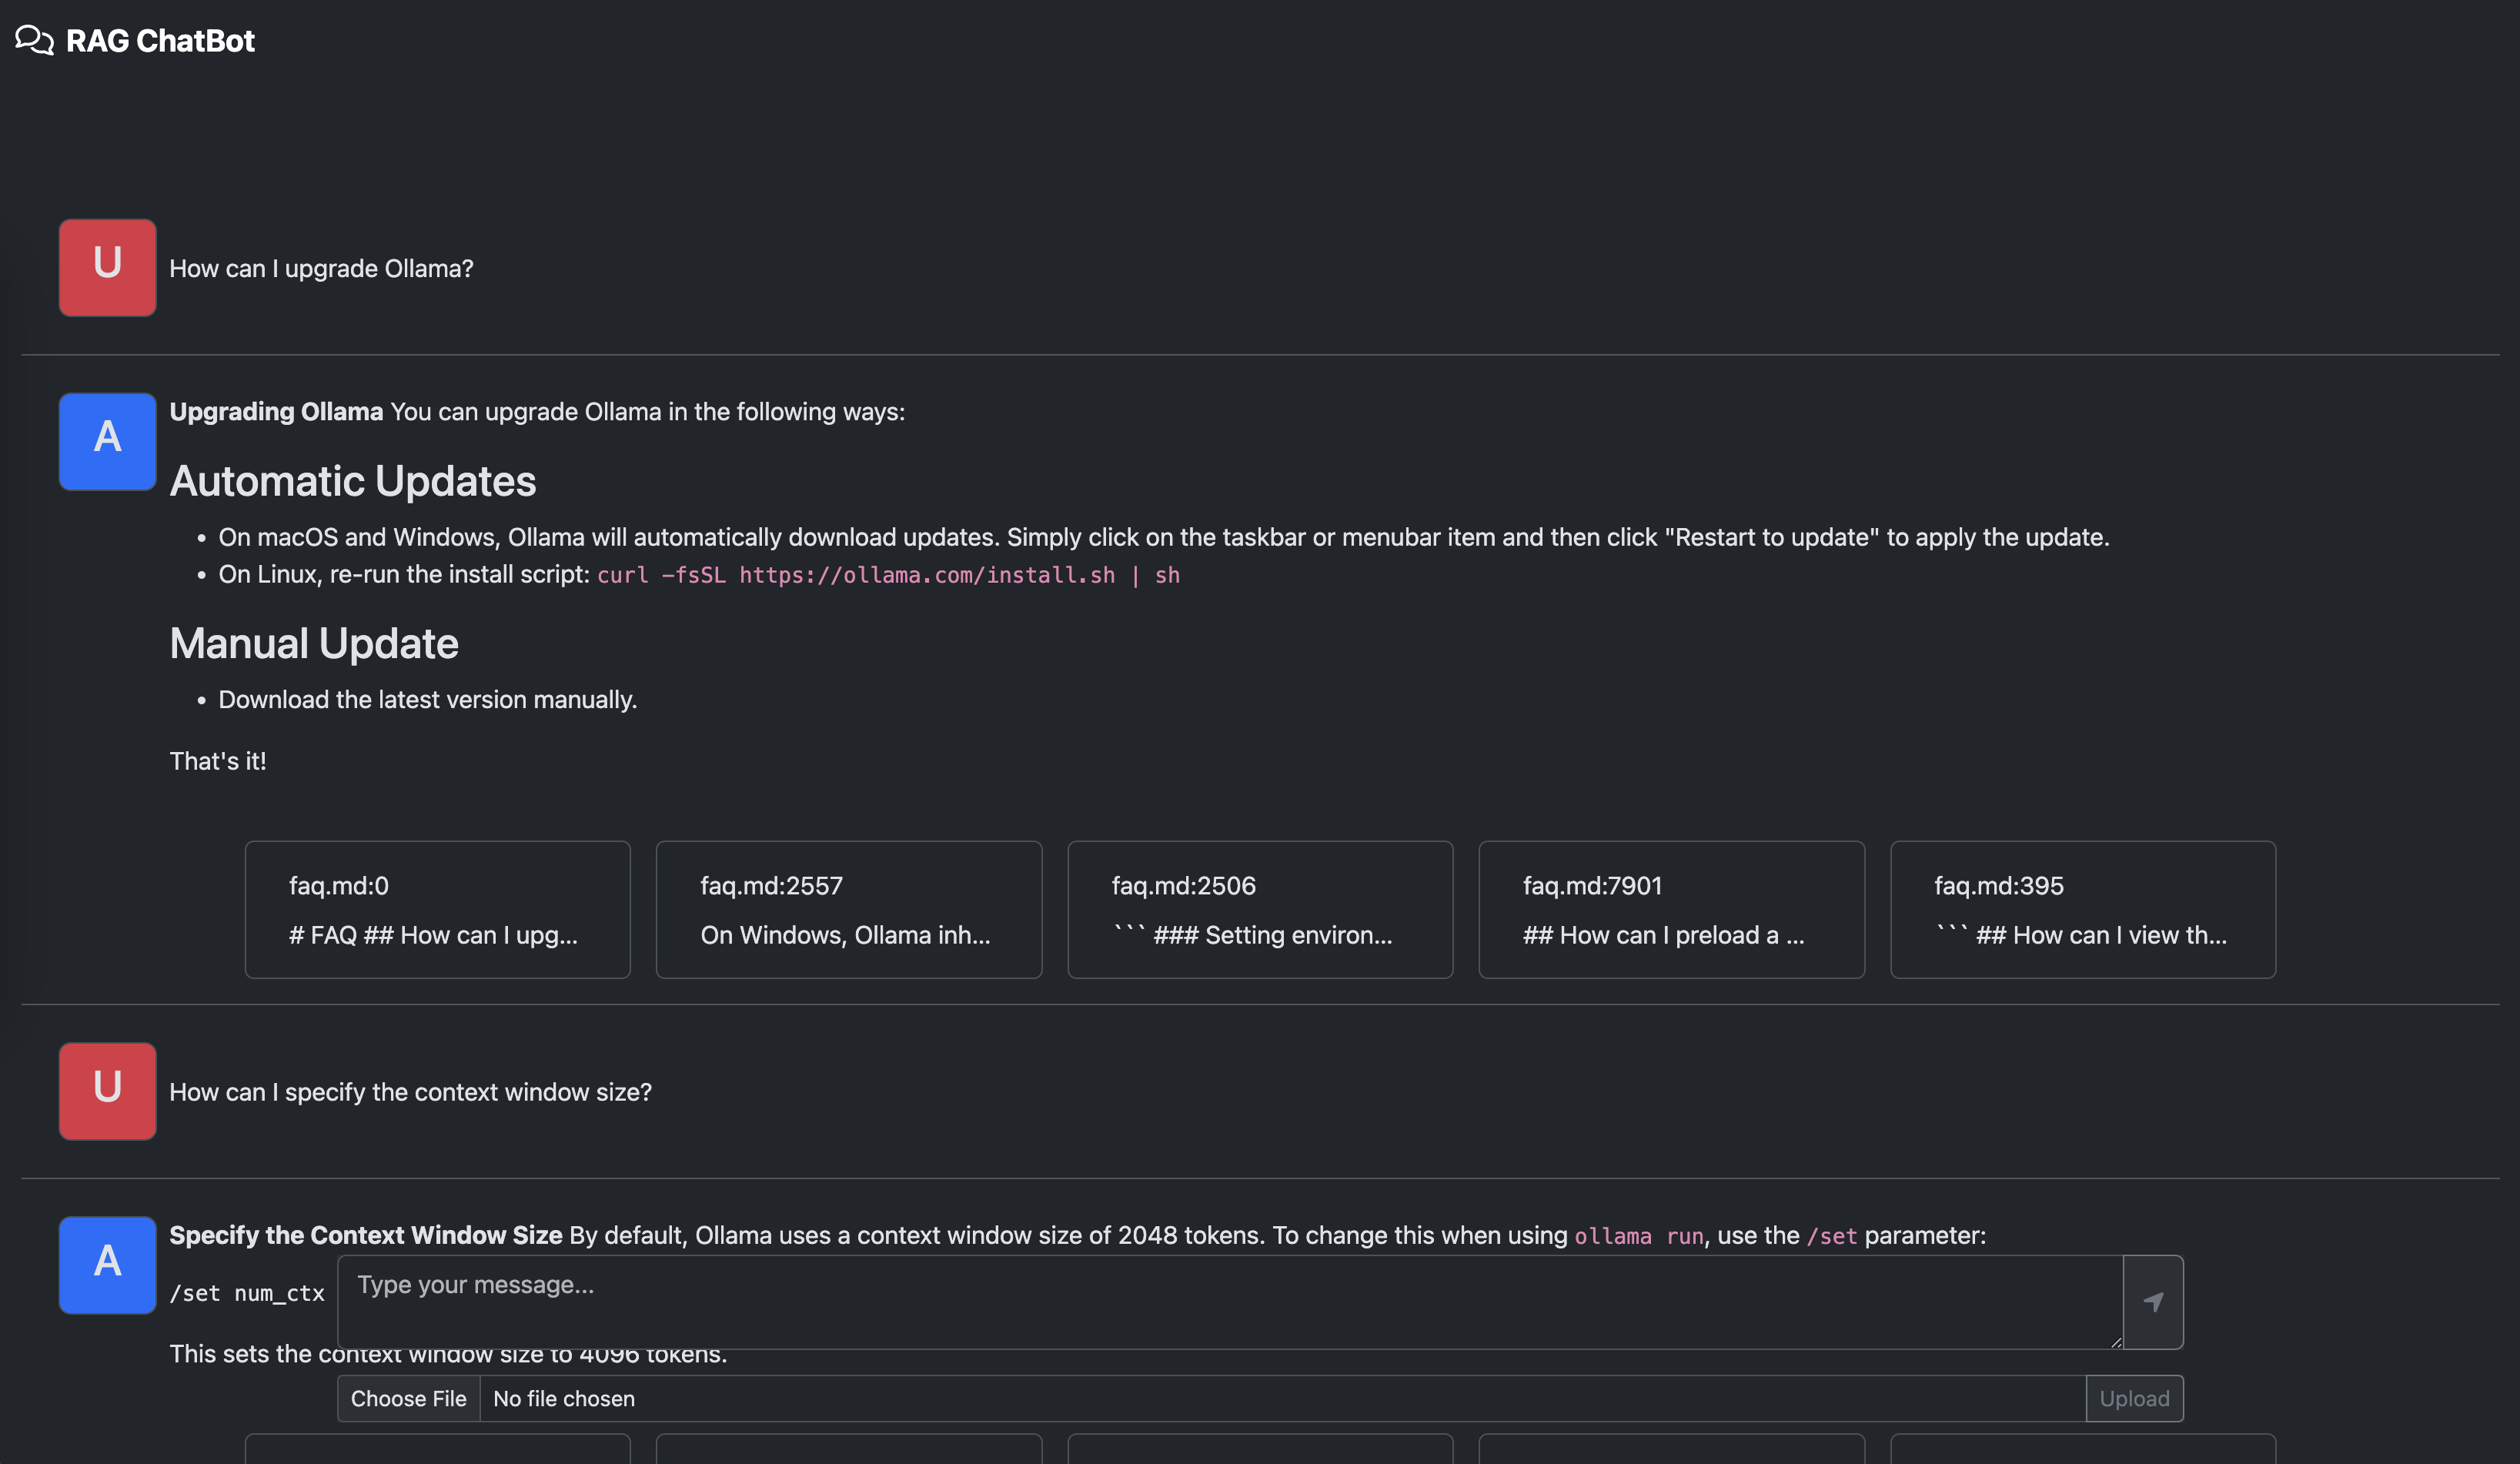 RAG ChatBot
U
How can I upgrade Ollama?
A
Upgrading Ollama You can upgrade Ollama in the following ways:
Automatic Updates
• On macOS and Windows, Ollama will automatically download updates. Simply click on the taskbar or menubar item and then click "Restart to update" to apply the update.
• On Linux, re-run the install script: curl -fsSL https://ollama.com/install.sh | sh
Manual Update
• Download the latest version manually.
That's it!
faq.md:0
# FAQ ## How can I upg...
faq.md:2557
On Windows, Ollama inh...
faq.md:2506
``` ### Setting environ...
faq.md:7901
## How can I preload a ...
faq.md:395
``` ## How can I view th...
U
How can I specify the context window size?
A
Specify the Context Window Size By default, Ollama uses a context window size of 2048 tokens. To change this when using ollama run, use the /set parameter:
/set num_ctx
Type your message...
This sets the context window size to 4096 tokens.
Choose File No file chosen Upload